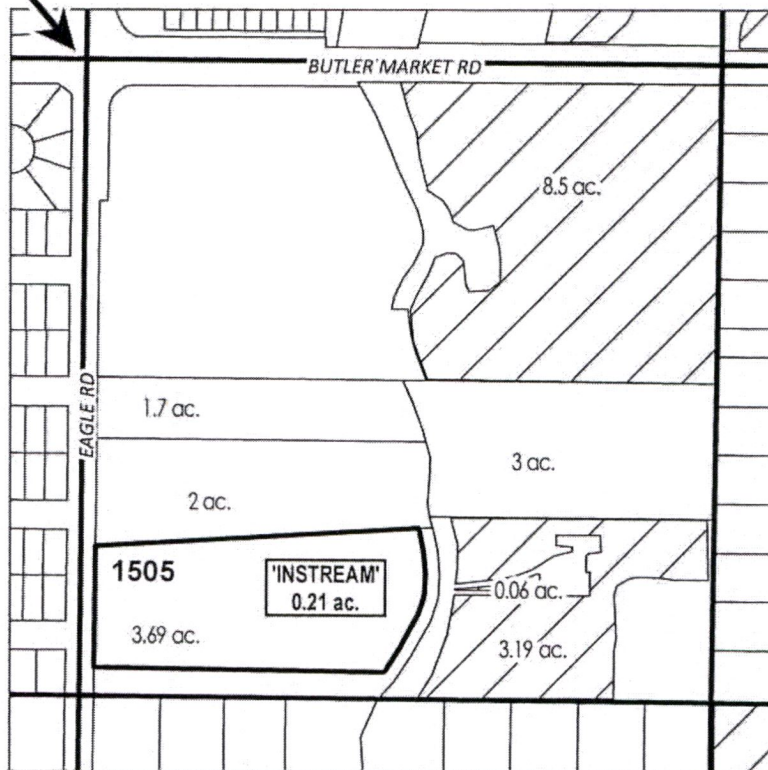 BUTLER MARKET RD
8.5 ac.
EAGLE RD
1.7 ac.
3 ac.
2 ac.
1505
'INSTREAM'
0.21 ac.
0.06 ac.
3.69 ac.
3.19 ac.